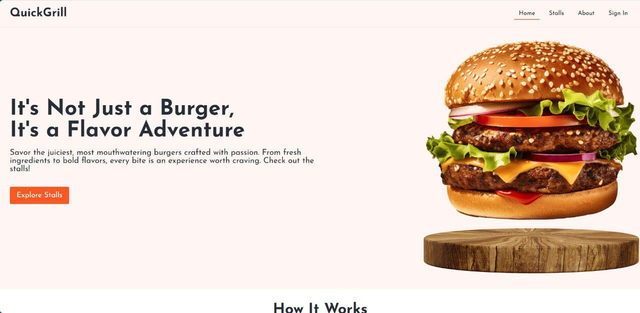 QuickGrill
Home Stalls About Sign In
It's Not Just a Burger,
It's a Flavor Adventure
Savor the juiciest, most mouthwatering burgers crafted with passion. From fresh
ingredients to bold flavors, every bite is an experience worth craving. Check out the
stalls!
Explore Stalls
How It Works